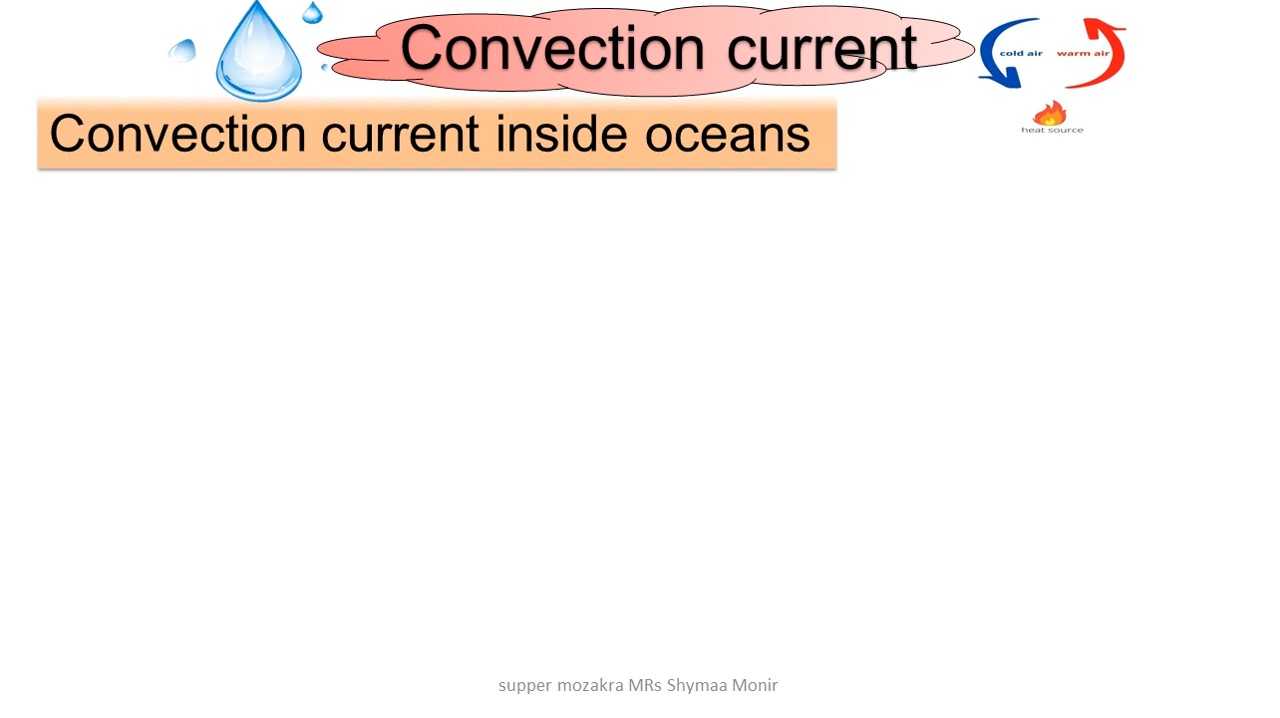 Convection current
cold air
warm air
heat source
Convection current inside oceans
supper mozakra MRs Shymaa Monir